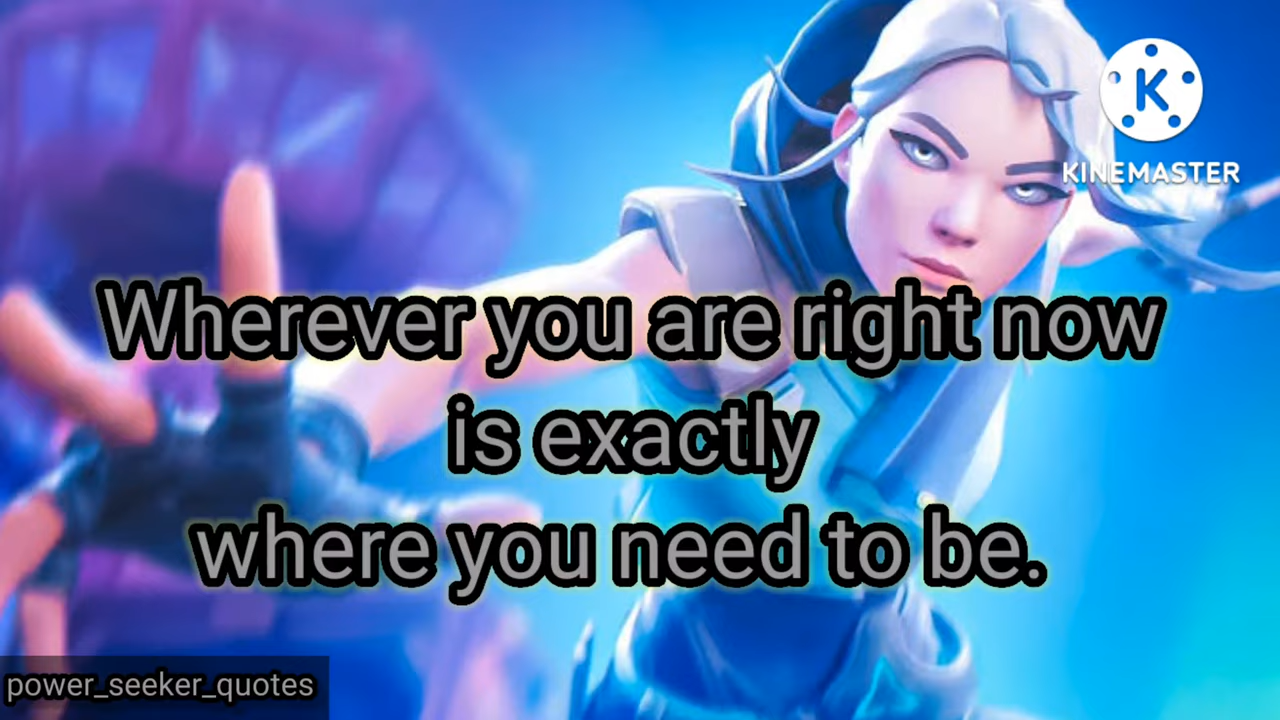 K
KINEMASTER
Wherever you are right now
is exactly
where you need to be.
power_seeker_quotes